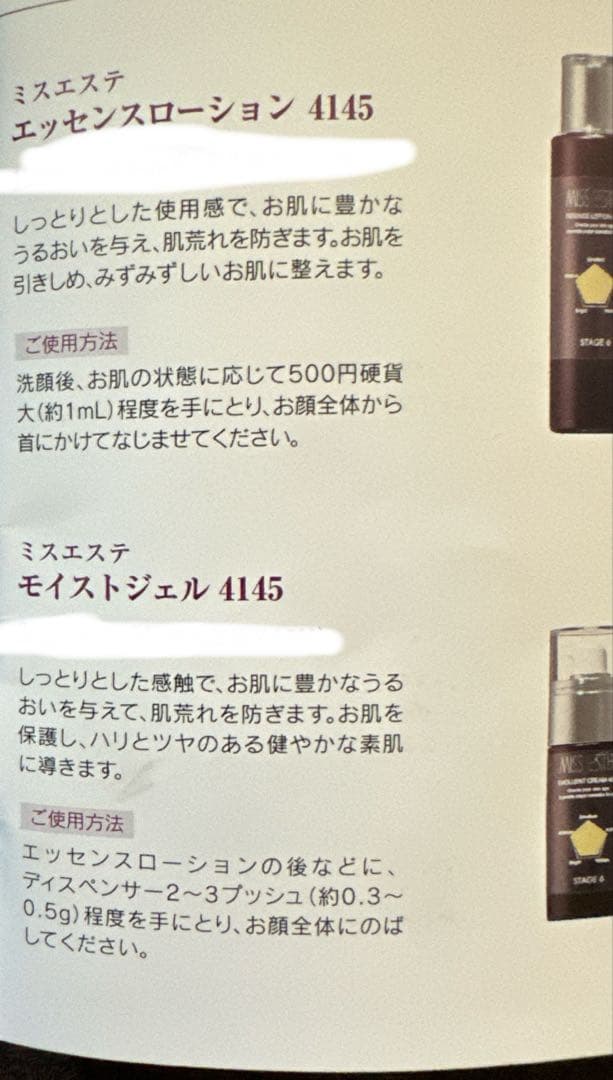 ミスエステ
エッセンスローション 4145
しっとりとした使用感で、お肌に豊かな
うるおいを与え、肌荒れを防ぎます。お肌を
引きしめ、みずみずしいお肌に整えます。
ご使用方法
洗顔後、お肌の状態に応じて500円硬貨
大(約1mL)程度を手にとり、お顔全体から
首にかけてなじませてください。
STAGE 6
ミスエステ
モイストジェル 4145
しっとりとした感触で、お肌に豊かなうる
おいを与えて、肌荒れを防ぎます。お肌を
保護し、ハリとツヤのある健やかな素肌
に導きます。
ご使用方法
エッセンスローションの後などに、
ディスペンサー2～3プッシュ(約0.3～
0.5g)程度を手にとり、お顔全体にのば
してください。
MISS ESTH
STAGE 6